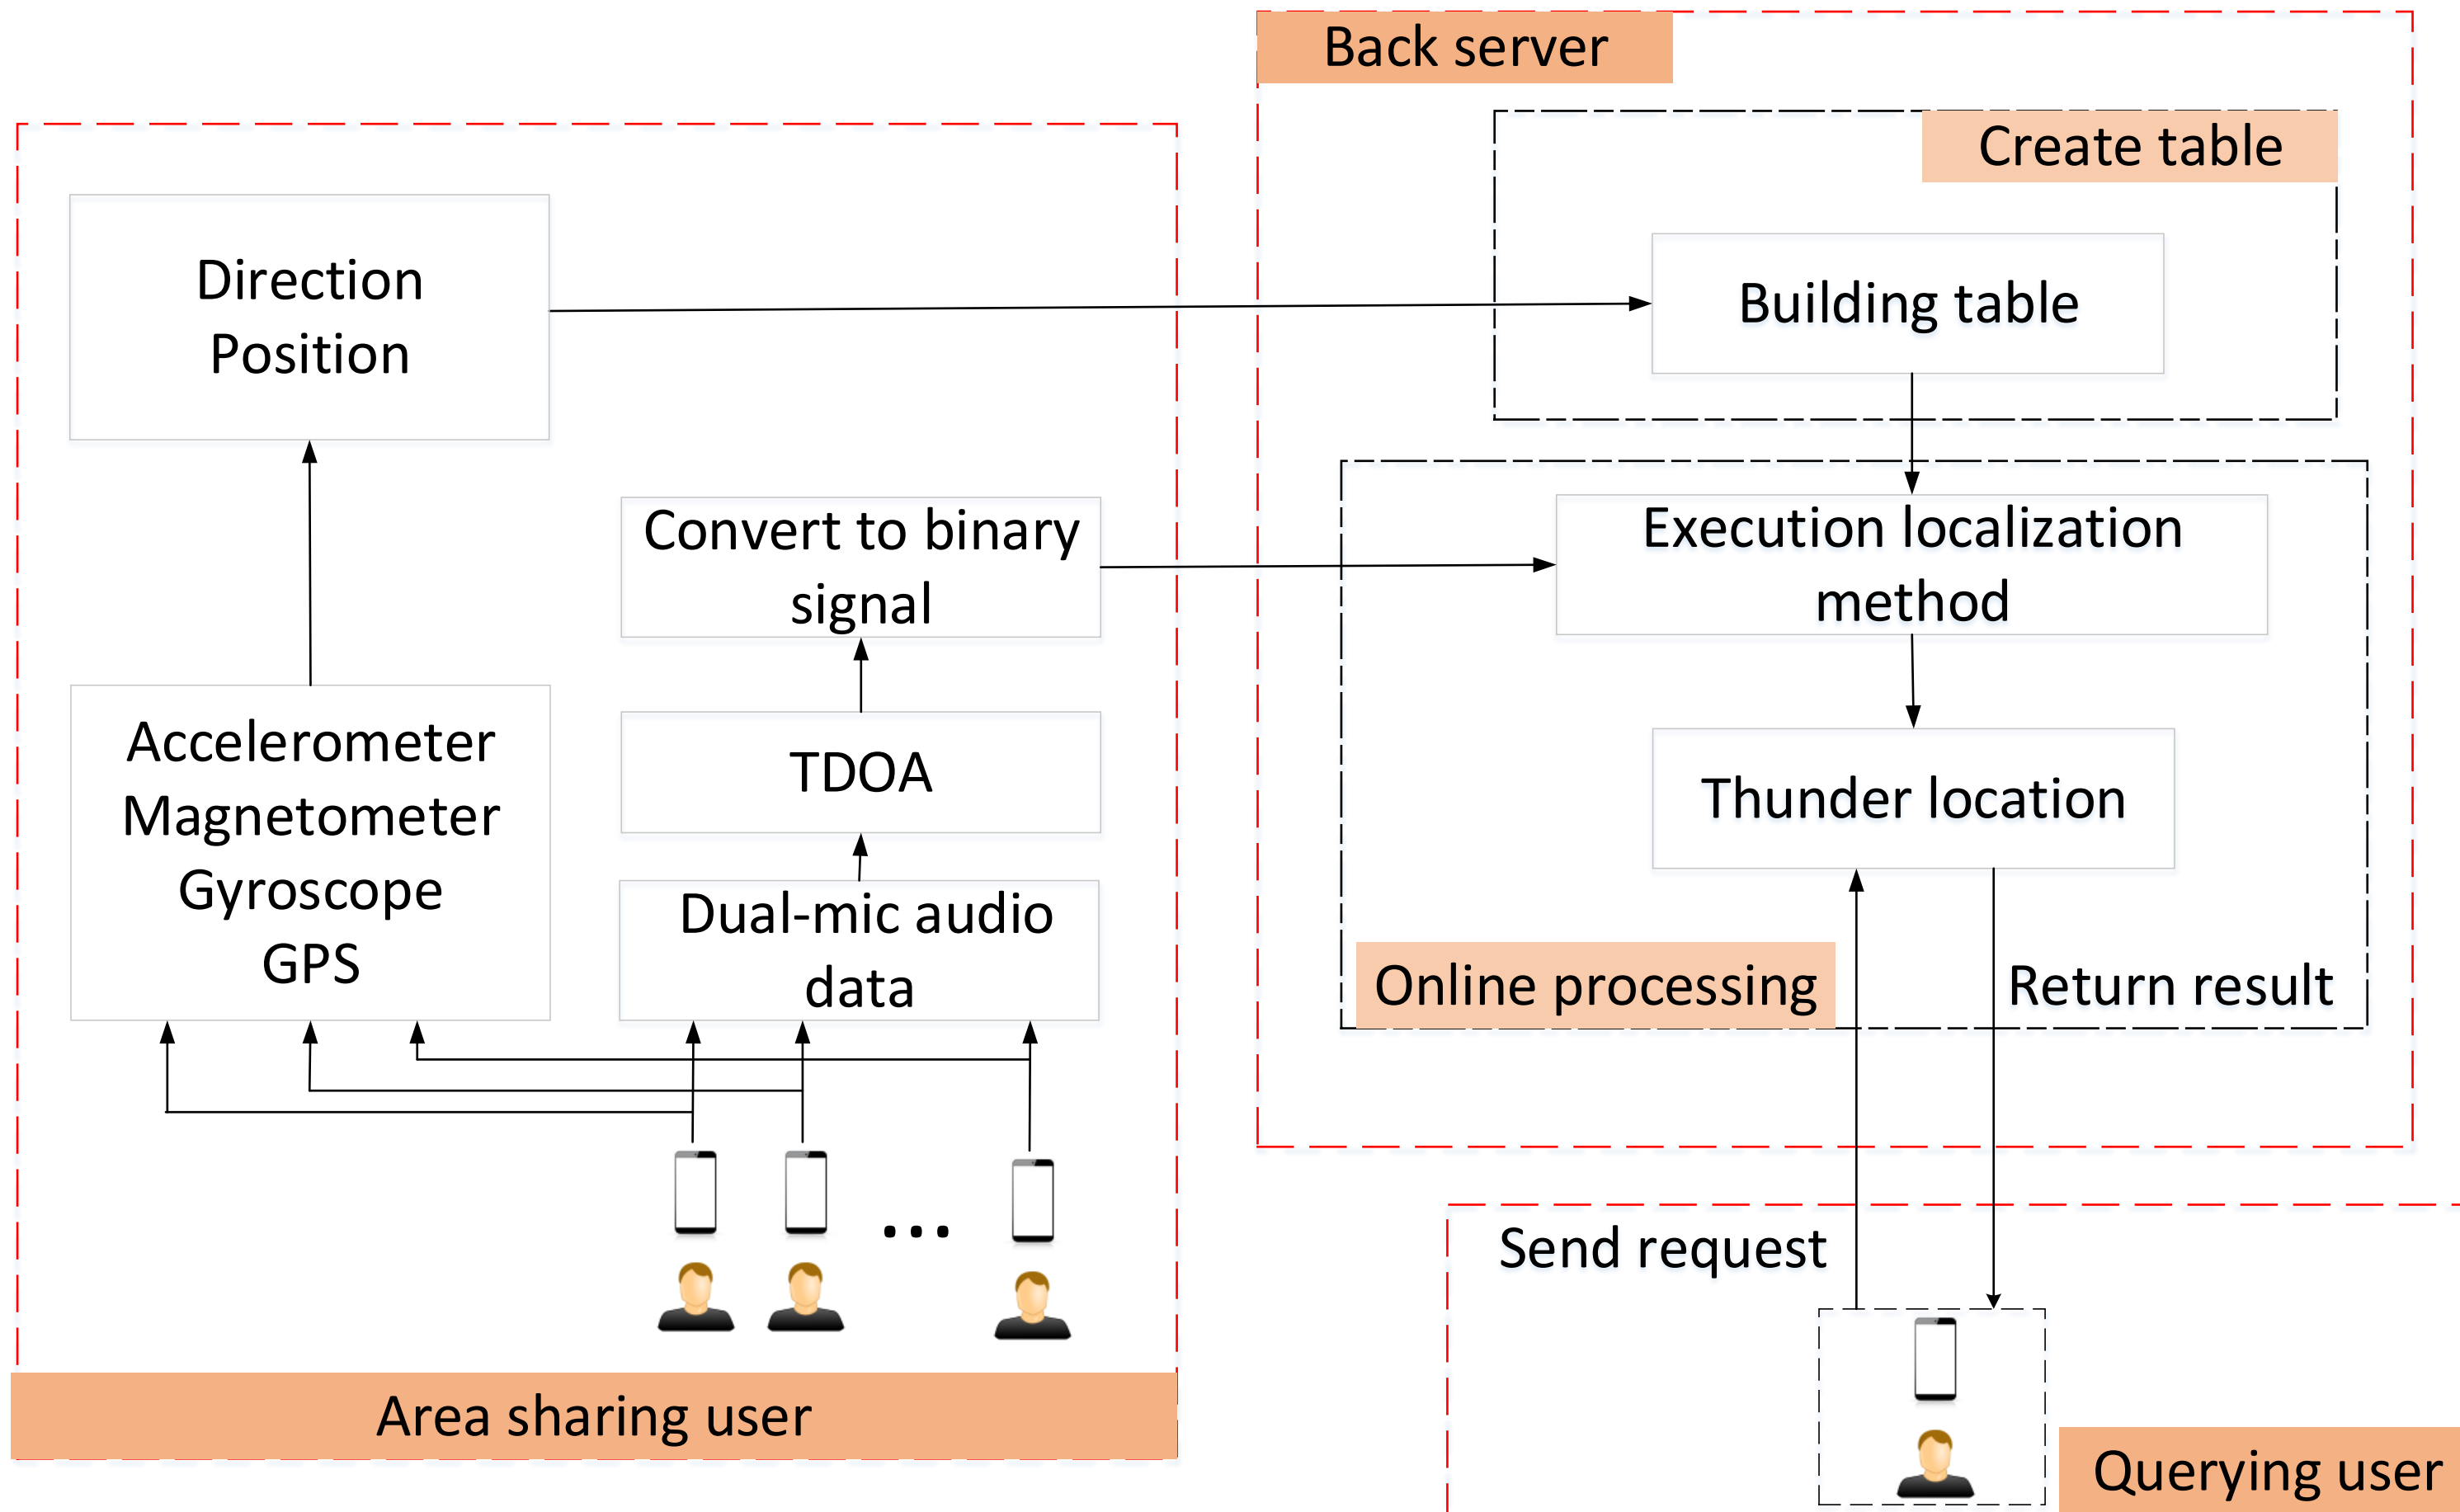 Back server
Create table
Direction
Position
Building table
Convert to binary
signal
Execution localization
method
Accelerometer
Magnetometer
Gyroscope
GPS
TDOA
Thunder location
Dual-mic audio
data
Online processing
Return result
...
Send request
Area sharing user
Querying user